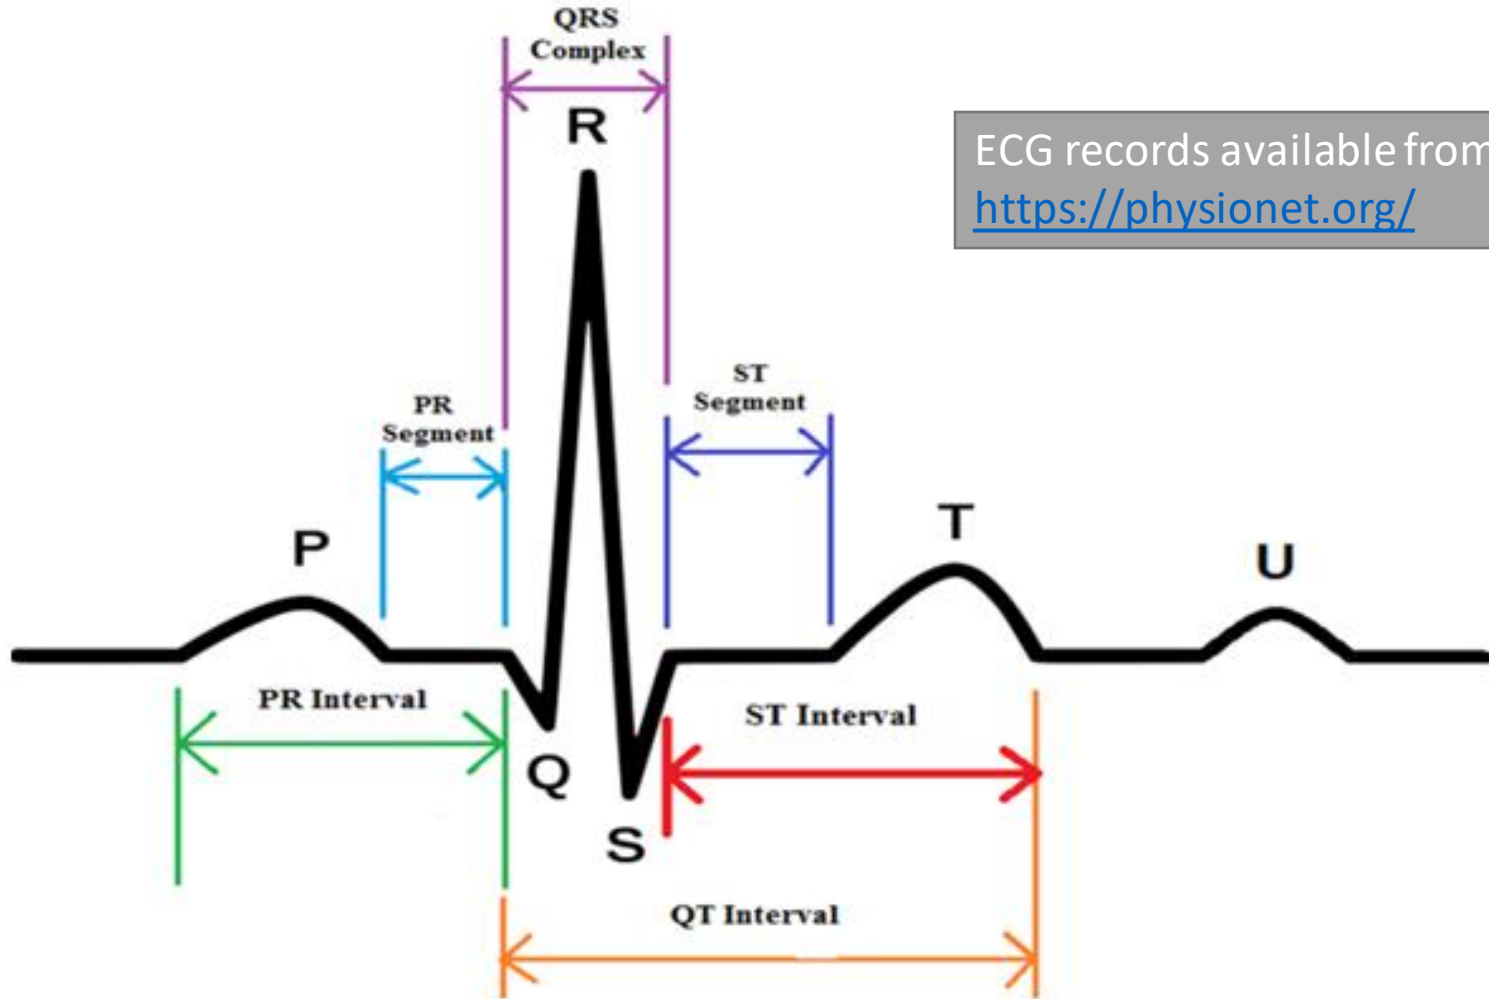 QRS
Complex
R
ECG records available from
https://physionet.org/
ST
Segment
PR
Segment
P
T
U
PR Interval
ST Interval
Q
S
QT Interval